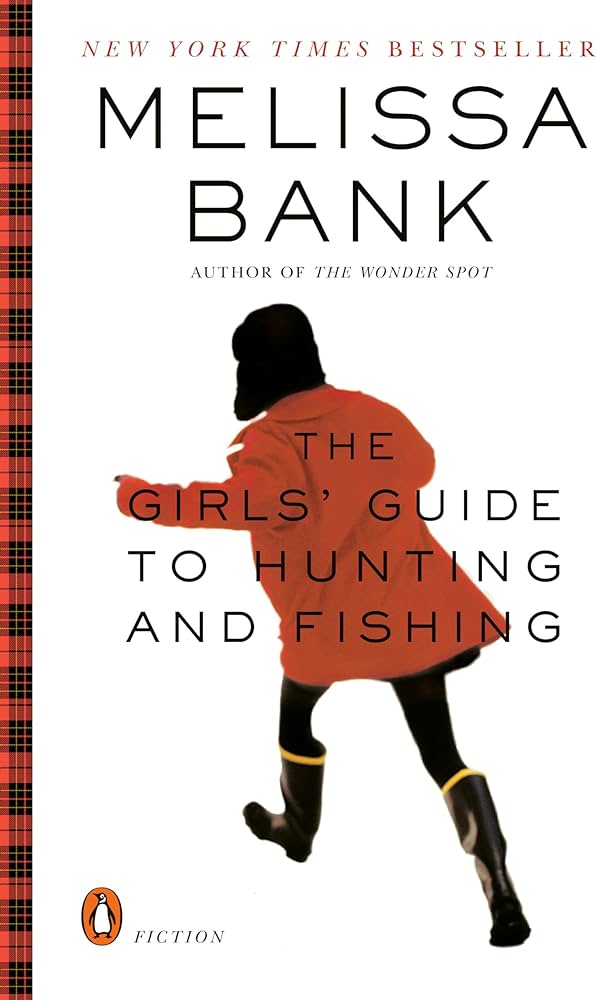 NEW YORK TIMES BESTSELLER
MELISSA
BANK
AUTHOR OF THE WONDER SPOT
THE
GIRLS’ GUIDE
TO HUNTING
AND FISHING
FICTION